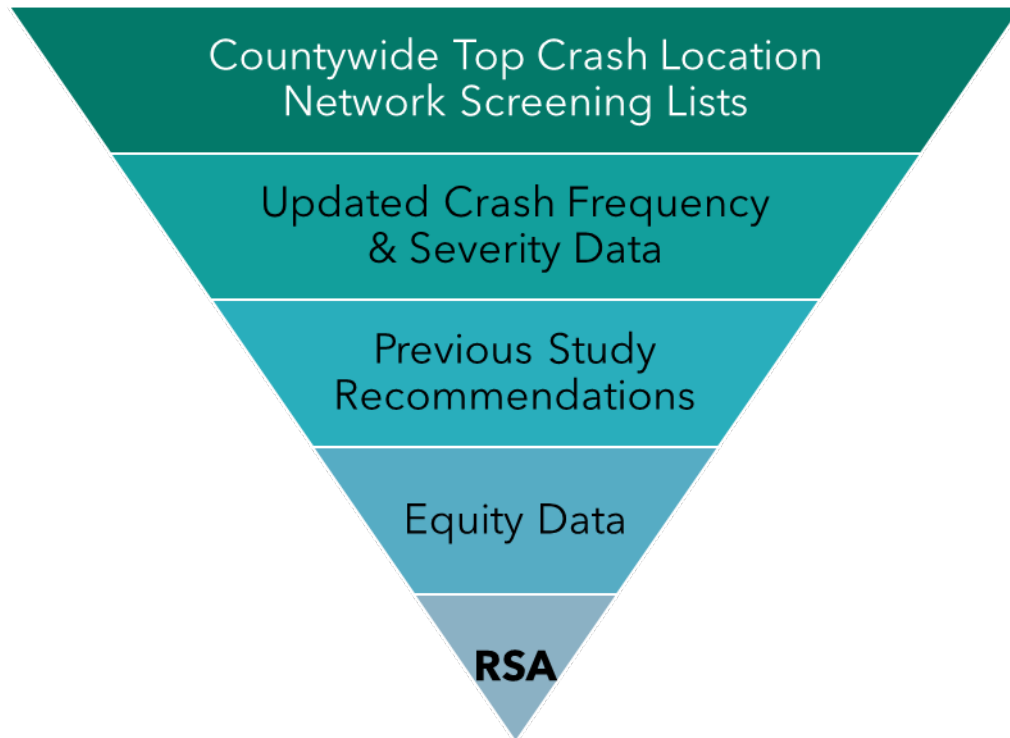 Countywide Top Crash Location
Network Screening Lists
Updated Crash Frequency
& Severity Data
Previous Study
Recommendations
Equity Data
RSA